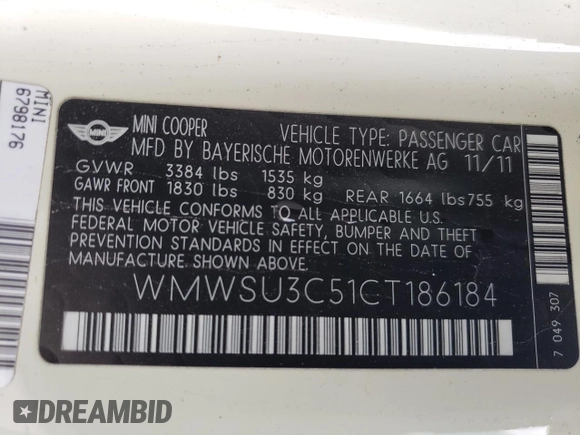 MINI
6798176
MINI
MINI COOPER
VEHICLE TYPE: PASSENGER CAR
MFD BY BAYERISCHE MOTORENWERKE AG 11/11
GVWR 3384 lbs 1535 kg
GAWR FRONT 1830 lbs 830 kg REAR 1664 lbs755 kg
THIS VEHICLE CONFORMS TO ALL APPLICABLE U.S.
FEDERAL MOTOR VEHICLE SAFETY, BUMPER AND THEFT
PREVENTION STANDARDS IN EFFECT ON THE DATE OF
MANUFACTURE SHOWN ABOVE.
WMWSU3C51CT186184
7 049 307
DREAMBID